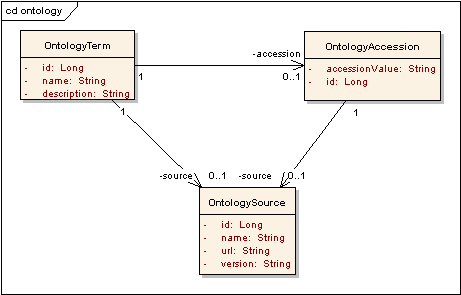 cd ontology
OntologyTerm
- id: Long
- name: String
- description: String
OntologyAccession
- accessionValue: String
- id: Long
-accession
1
0..1
1
1
-source
0..1
-source
0..1
OntologySource
- id: Long
- name: String
- url: String
- version: String